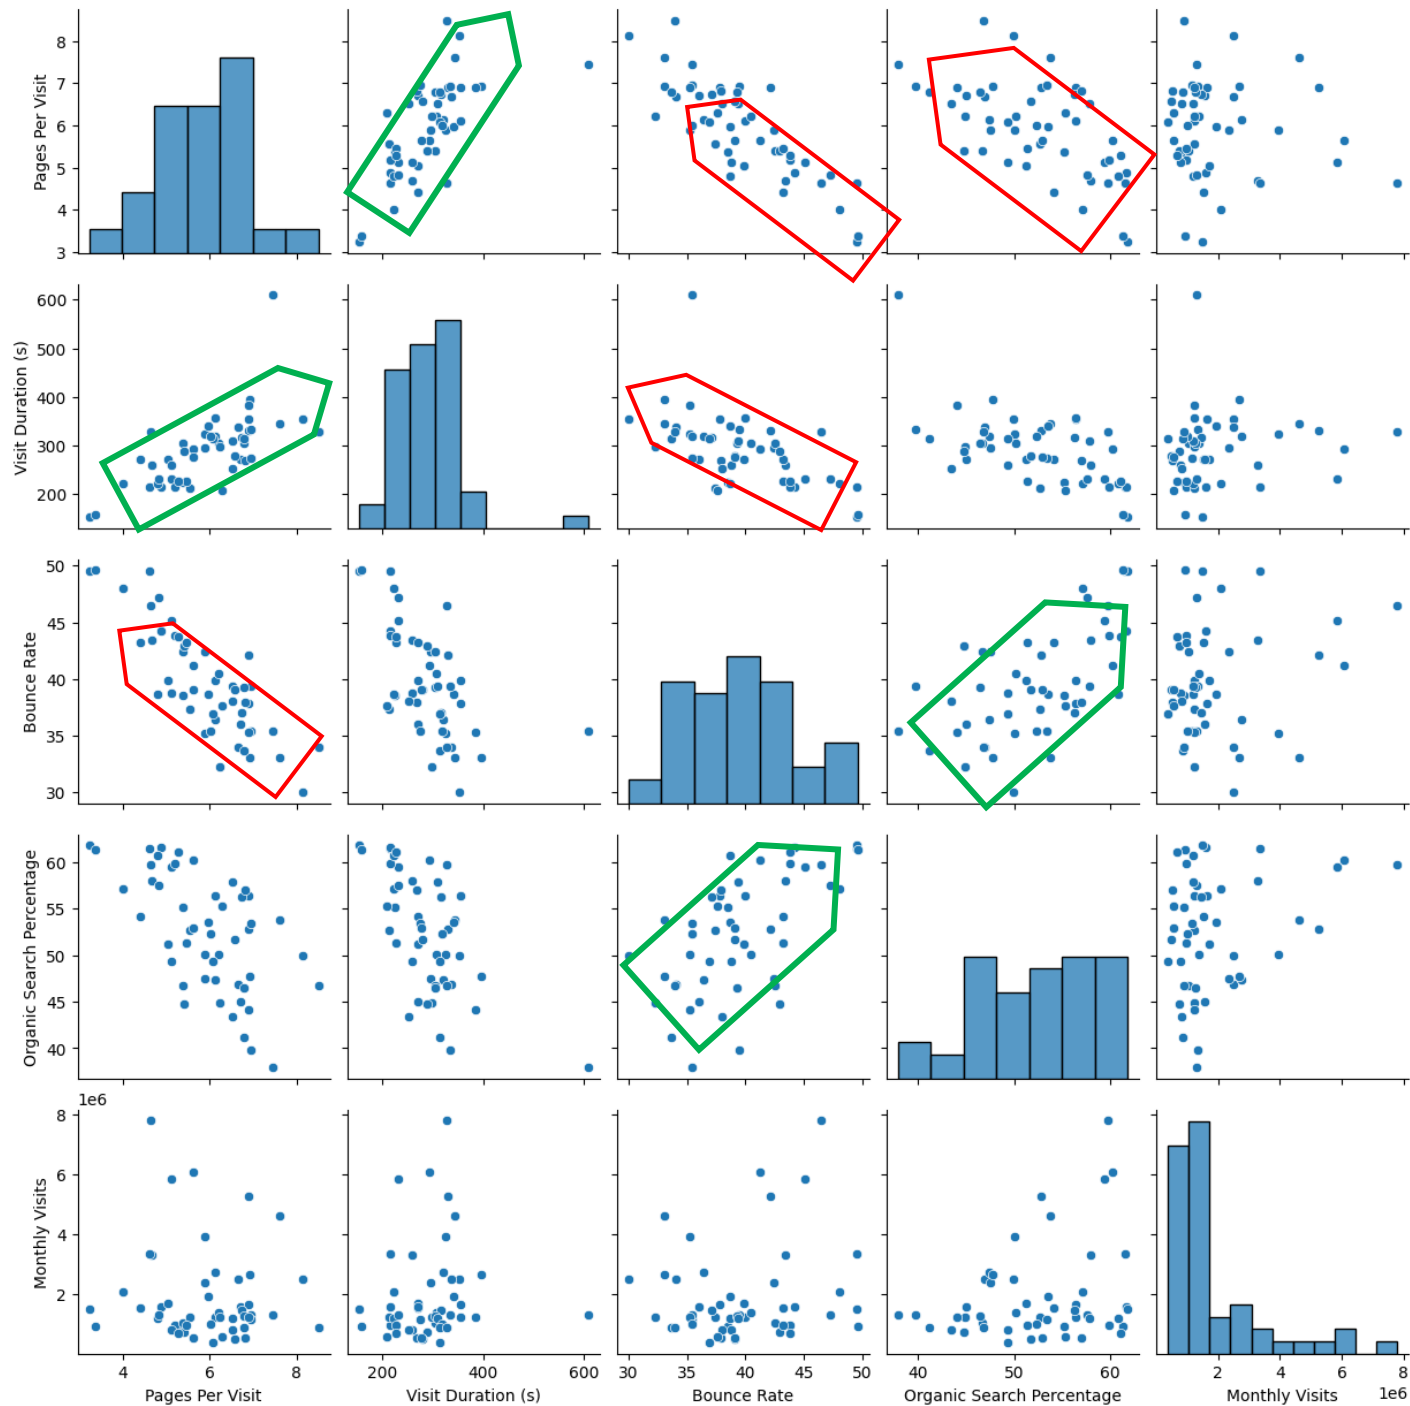 8
7
6
5
4
3
Pages Per Visit
600
500
400
300
200
Visit Duration (s)
50
45
40
35
30
Bounce Rate
60
55
50
45
40
Organic Search Percentage
1e6
8
6
4
2
Monthly Visits
4 6 8
Pages Per Visit
200 400 600
Visit Duration (s)
30 35 40 45 50
Bounce Rate
40 50 60
Organic Search Percentage
2 4 6 8
1e6
Monthly Visits